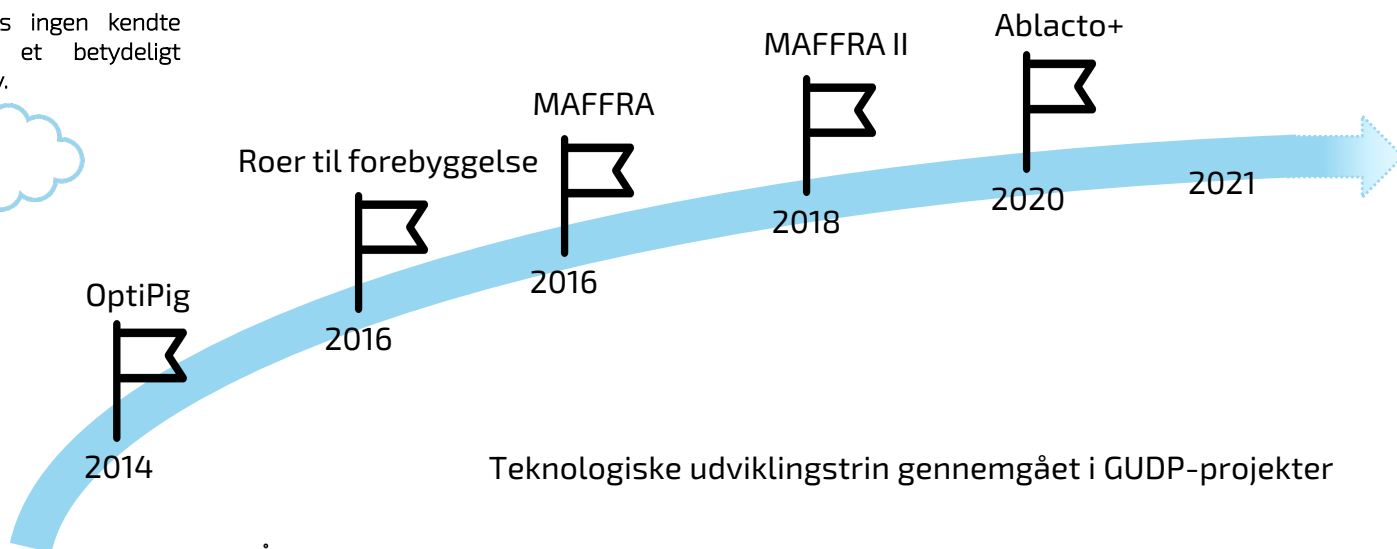 s ingen kendte
et betydeligt
Ablacto+
MAFFRA II
MAFFRA
Roer til forebyggelse
OptiPig
2021
2020
2018
2016
2016
2014
Teknologiske udviklingstrin gennemgået i GUDP-projekter